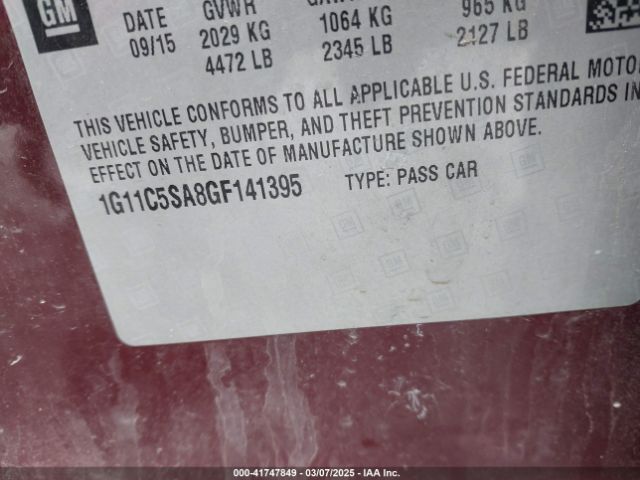 GM
DATE GVWR 
09/15 2029 KG 1064 KG 965 KG
4472 LB 2345 LB 2127 LB
THIS VEHICLE CONFORMS TO ALL APPLICABLE U.S. FEDERAL MOTOR
VEHICLE SAFETY, BUMPER, AND THEFT PREVENTION STANDARDS IN
EFFECT ON THE DATE OF MANUFACTURE SHOWN ABOVE.
1G11C5SA8GF141395 TYPE: PASS CAR
000-41747849 | 03/07/2025 | IAA Inc.